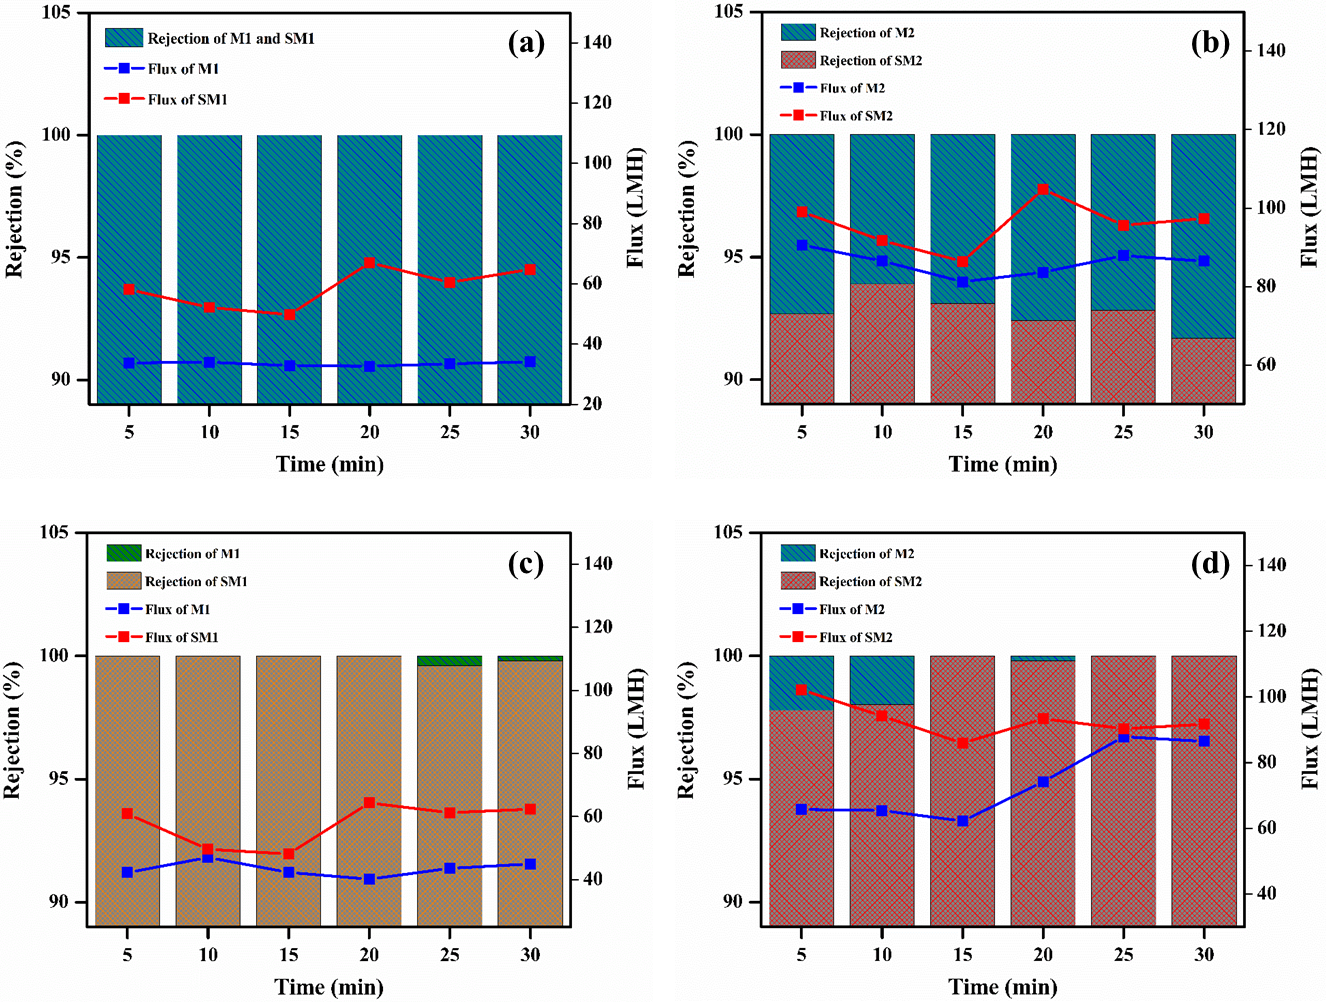 105
Rejection of M1 and SM1
Flux of M1
Flux of SM1
(a)
140
120
100
80
60
40
20
100
95
90
Rejection (%)
Flux (LMH)
5 10 15 20 25 30
Time (min)
105
Rejection of M2
Rejection of SM2
Flux of M2
Flux of SM2
(b)
140
120
100
80
60
100
95
90
Rejection (%)
Flux (LMH)
5 10 15 20 25 30
Time (min)
105
Rejection of M1
Rejection of SM1
Flux of M1
Flux of SM1
(c)
140
120
100
80
60
40
100
95
90
Rejection (%)
Flux (LMH)
5 10 15 20 25 30
Time (min)
105
Rejection of M2
Rejection of SM2
Flux of M2
Flux of SM2
(d)
140
120
100
80
60
40
100
95
90
Rejection (%)
Flux (LMH)
5 10 15 20 25 30
Time (min)